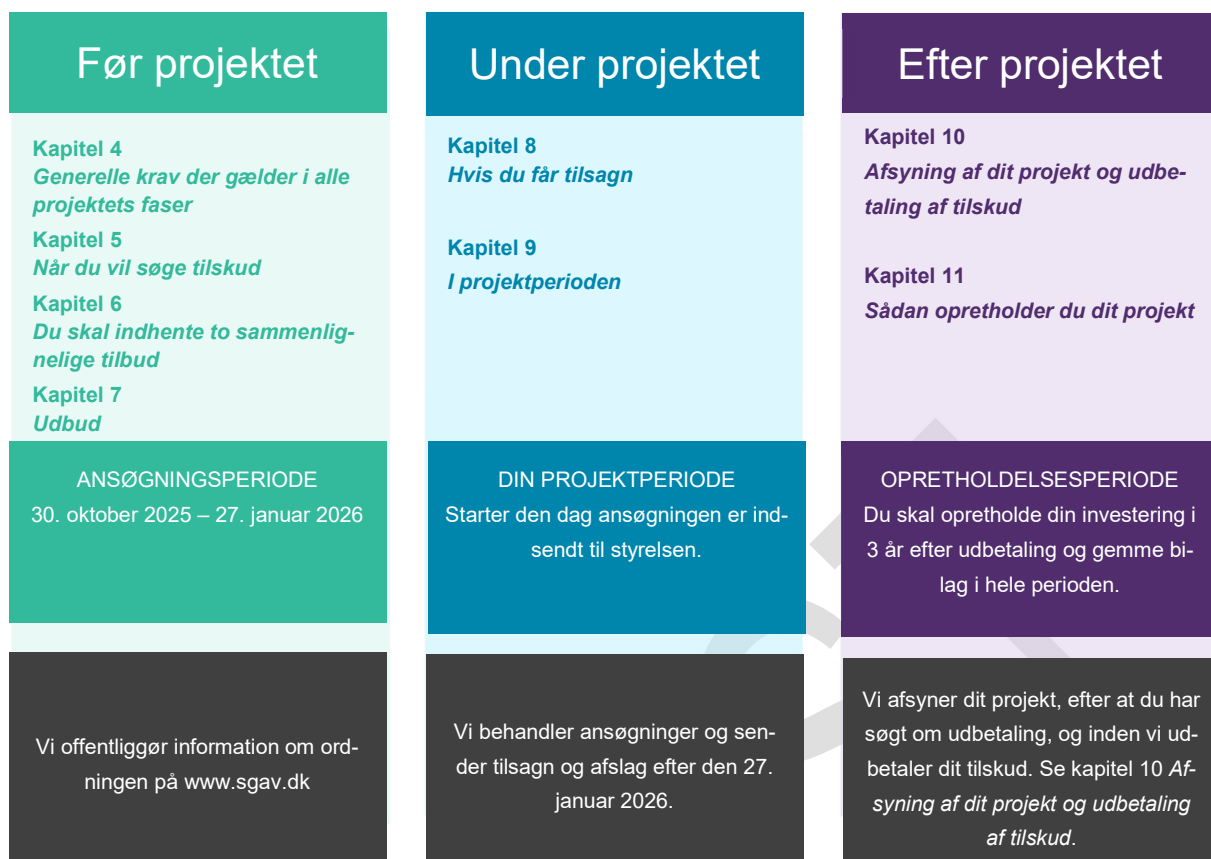 Før projektet
Kapitel 4
Generelle krav der gælder i alle
projektets faser
Kapitel 5
Når du vil søge tilskud
Kapitel 6
Du skal indhente to sammenlig-
nelige tilbud
Kapitel 7
Udbud
ANSØGNINGSPERIODE
30. oktober 2025 – 27. januar 2026
Vi offentliggør information om ord-
ningen på www.sgav.dk
Under projektet
Kapitel 8
Hvis du får tilsagn
Kapitel 9
I projektperioden
DIN PROJEKTPERIODE
Starter den dag ansøgningen er ind-
sendt til styrelsen.
Vi behandler ansøgninger og sen-
der tilsagn og afslag efter den 27.
januar 2026.
Efter projektet
Kapitel 10
Afsyning af dit projekt og udbe-
taling af tilskud
Kapitel 11
Sådan opretholder du dit projekt
OPRETHOLDELSESPERIODE
Du skal opretholde din investering i
3 år efter udbetaling og gemme bi-
lag i hele perioden.
Vi afsyner dit projekt, efter at du har
søgt om udbetaling, og inden vi ud-
betaler dit tilskud. Se kapitel 10 Af-
syning af dit projekt og udbetaling
af tilskud.